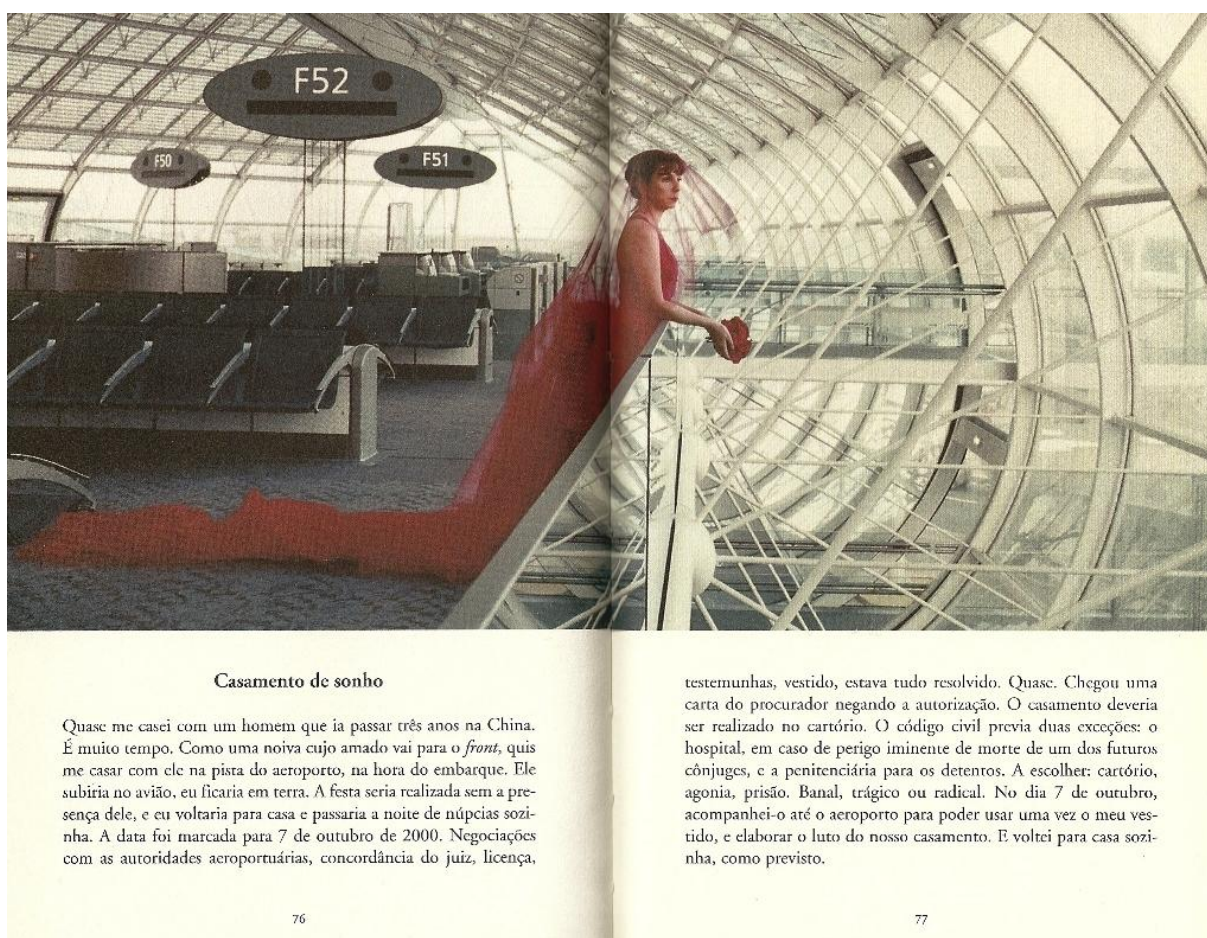 F52
F50
F51
Casamento de sonho
Quase me casei com um homem que ia passar três anos na China.
É muito tempo. Como uma noiva cujo amado vai para o front, quis
me casar com ele na pista do aeroporto, na hora do embarque. Ele
subiria no avião, eu ficaria em terra. A festa seria realizada sem a pre-
sença dele, e eu voltaria para casa e passaria a noite de núpcias sozi-
nha. A data foi marcada para 7 de outubro de 2000. Negociações
com as autoridades aeroportuárias, concordância do juiz, licença,
76
testemunhas, vestido, estava tudo resolvido. Quase. Chegou uma
carta do procurador negando a autorização. O casamento deveria
ser realizado no cartório. O código civil previa duas exceções: o
hospital, em caso de perigo iminente de morte de um dos futuros
cônjuges, e a penitenciária para os detentos. A escolher: cartório,
agonia, prisão. Banal, trágico ou radical. No dia 7 de outubro,
acompanhei-o até o aeroporto para poder usar uma vez o meu ves-
tido, e elaborar o luto do nosso casamento. E voltei para casa sozi-
nha, como previsto.
77